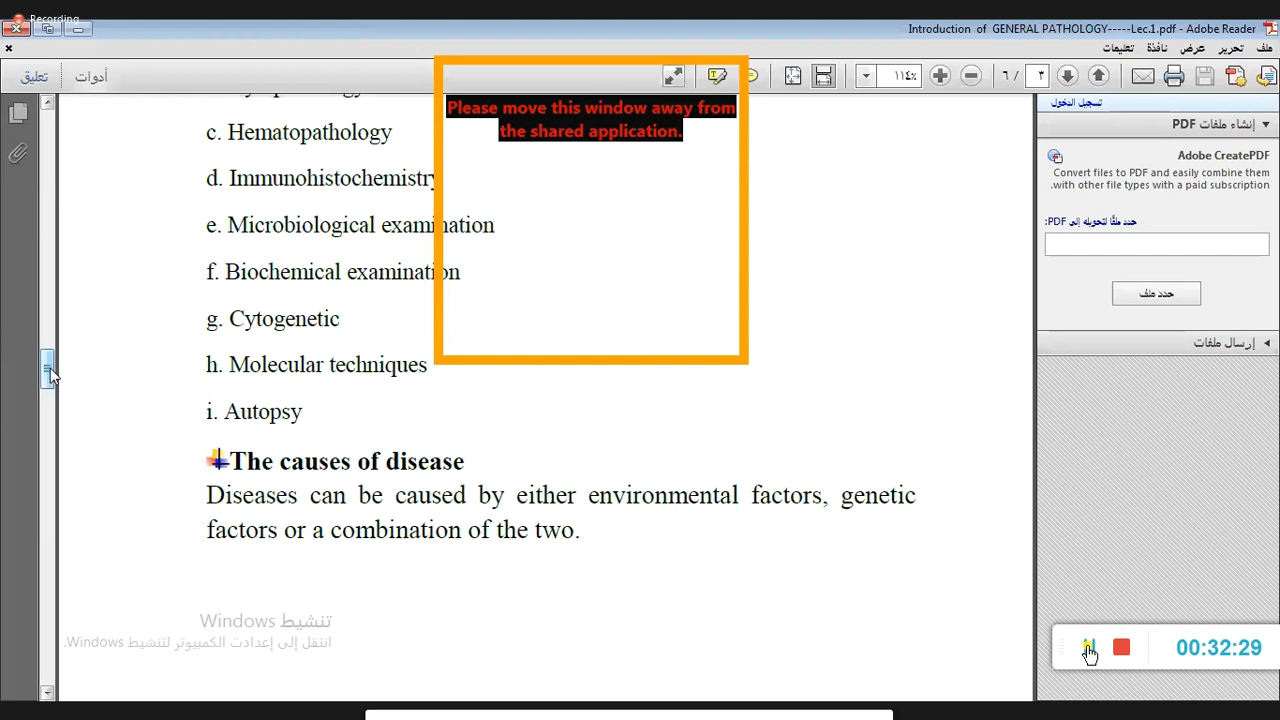 Recording
Introduction of GENERAL PATHOLOGY-----Lec.1.pdf - Adobe Reader
ملف تحرير عرض نافذة تعليمات
تعليق أدوات ١١٤٪ ٦ / ٣
Please move this window away from
the shared application.
c. Hematopathology
d. Immunohistochemistry
e. Microbiological examination
f. Biochemical examination
g. Cytogenetic
h. Molecular techniques
i. Autopsy
The causes of disease
Diseases can be caused by either environmental factors, genetic
factors or a combination of the two.
تنشيط Windows
انتقل إلى إعدادت الكمبيوتر لتنشيط Windows.
تسجيل الدخول
إنشاء ملفات PDF
Adobe CreatePDF
Convert files to PDF and easily combine them
.with other file types with a paid subscription
حدد ملفًا لتحويله إلى PDF:
حدد ملف
إرسال ملفات
00:32:29